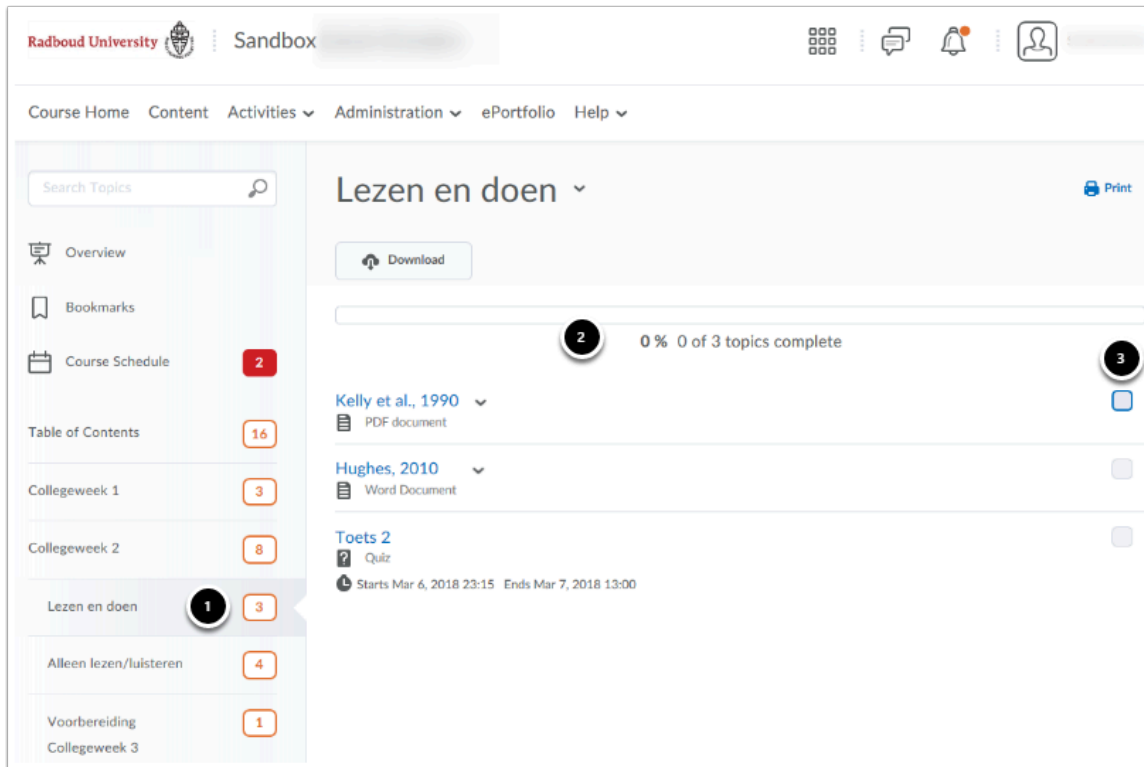 Radboud University
Sandbox
Course Home Content Activities Administration ePortfolio Help
Search Topics
Overview
Bookmarks
Course Schedule 2
Table of Contents 16
Collegeweek 1 3
Collegeweek 2 8
Lezen en doen 1 3
Alleen lezen/luisteren 4
Voorbereiding 1
Collegeweek 3
Lezen en doen
Print
Download
2
0 % 0 of 3 topics complete
3
Kelly et al., 1990
PDF document
Hughes, 2010
Word Document
Toets 2
Quiz
Starts Mar 6, 2018 23:15 Ends Mar 7, 2018 13:00